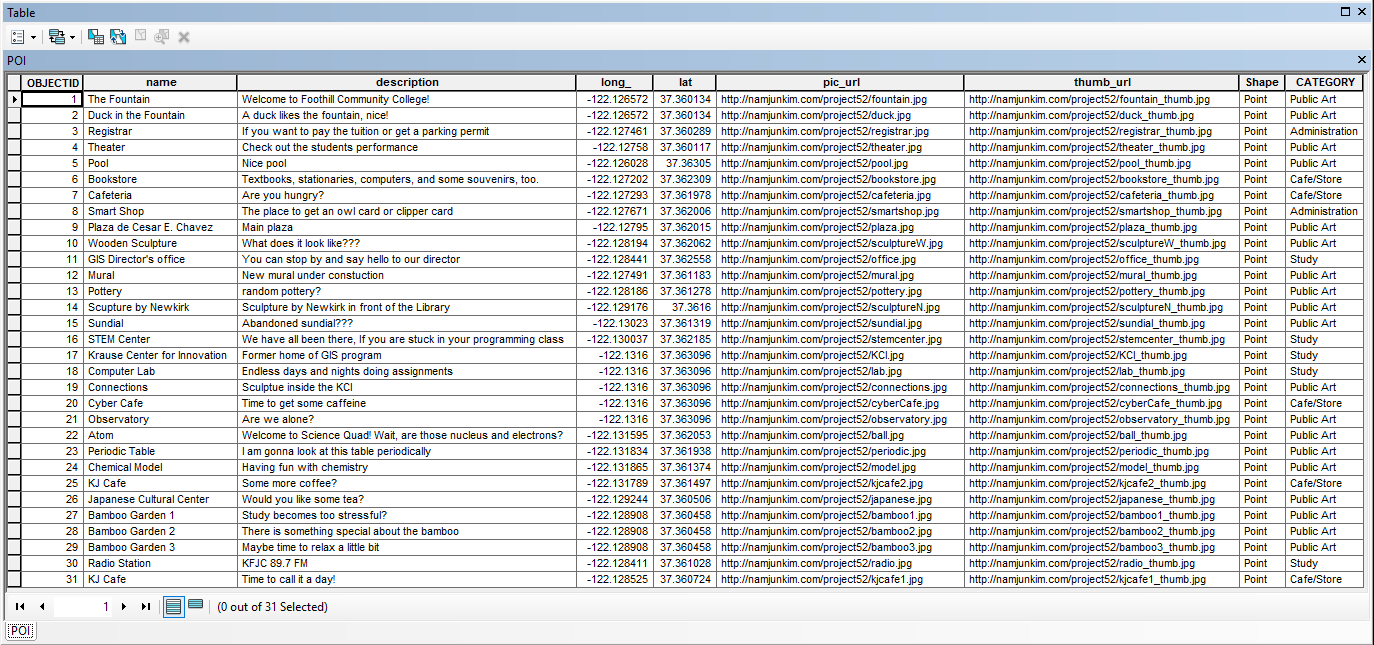 Table
POI
OBJECTID name description long_ lat pic_url thumb_url Shape CATEGORY
1 The Fountain Welcome to Foothill Community College! -122.126572 37.360134 http://namjunkim.com/project52/fountain.jpg http://namjunkim.com/project52/fountain_thumb.jpg Point Public Art
2 Duck in the Fountain A duck likes the fountain, nice! -122.126572 37.360134 http://namjunkim.com/project52/duck.jpg http://namjunkim.com/project52/duck_thumb.jpg Point Public Art
3 Registrar If you want to pay the tuition or get a parking permit -122.127461 37.360289 http://namjunkim.com/project52/registrar.jpg http://namjunkim.com/project52/registrar_thumb.jpg Point Administration
4 Theater Check out the students performance -122.12758 37.360117 http://namjunkim.com/project52/theater.jpg http://namjunkim.com/project52/theater_thumb.jpg Point Public Art
5 Pool Nice pool -122.126028 37.36305 http://namjunkim.com/project52/pool.jpg http://namjunkim.com/project52/pool_thumb.jpg Point Public Art
6 Bookstore Textbooks, stationaries, computers, and some souvenirs, too. -122.127202 37.362309 http://namjunkim.com/project52/bookstore.jpg http://namjunkim.com/project52/bookstore_thumb.jpg Point Cafe/Store
7 Cafeteria Are you hungry? -122.127293 37.361978 http://namjunkim.com/project52/cafeteria.jpg http://namjunkim.com/project52/cafeteria_thumb.jpg Point Cafe/Store
8 Smart Shop The place to get an owl card or clipper card -122.127671 37.362006 http://namjunkim.com/project52/smartshop.jpg http://namjunkim.com/project52/smartshop_thumb.jpg Point Administration
9 Plaza de Cesar E. Chavez Main plaza -122.12795 37.362015 http://namjunkim.com/project52/plaza.jpg http://namjunkim.com/project52/plaza_thumb.jpg Point Public Art
10 Wooden Sculpture What does it look like??? -122.128194 37.362062 http://namjunkim.com/project52/sculptureW.jpg http://namjunkim.com/project52/sculptureW_thumb.jpg Point Public Art
11 GIS Director's office You can stop by and say hello to our director -122.128441 37.362558 http://namjunkim.com/project52/office.jpg http://namjunkim.com/project52/office_thumb.jpg Point Study
12 Mural New mural under constuction -122.127491 37.361183 http://namjunkim.com/project52/mural.jpg http://namjunkim.com/project52/mural_thumb.jpg Point Public Art
13 Pottery random pottery? -122.128186 37.361278 http://namjunkim.com/project52/pottery.jpg http://namjunkim.com/project52/pottery_thumb.jpg Point Public Art
14 Scupture by Newkirk Sculpture by Newkirk in front of the Library -122.129176 37.3616 http://namjunkim.com/project52/sculptureN.jpg http://namjunkim.com/project52/sculptureN_thumb.jpg Point Public Art
15 Sundial Abandoned sundial??? -122.13023 37.361319 http://namjunkim.com/project52/sundial.jpg http://namjunkim.com/project52/sundial_thumb.jpg Point Public Art
16 STEM Center We have all been there, If you are stuck in your programming class -122.130037 37.362185 http://namjunkim.com/project52/stemcenter.jpg http://namjunkim.com/project52/stemcenter_thumb.jpg Point Study
17 Krause Center for Innovation Former home of GIS program -122.1316 37.363096 http://namjunkim.com/project52/KCI.jpg http://namjunkim.com/project52/KCI_thumb.jpg Point Study
18 Computer Lab Endless days and nights doing assignments -122.1316 37.363096 http://namjunkim.com/project52/lab.jpg http://namjunkim.com/project52/lab_thumb.jpg Point Study
19 Connections Sculptue inside the KCI -122.1316 37.363096 http://namjunkim.com/project52/connections.jpg http://namjunkim.com/project52/connections_thumb.jpg Point Public Art
20 Cyber Cafe Time to get some caffeine -122.1316 37.363096 http://namjunkim.com/project52/cyberCafe.jpg http://namjunkim.com/project52/cyberCafe_thumb.jpg Point Cafe/Store
21 Observatory Are we alone? -122.1316 37.363096 http://namjunkim.com/project52/observatory.jpg http://namjunkim.com/project52/observatory_thumb.jpg Point Public Art
22 Atom Welcome to Science Quad! Wait, are those nucleus and electrons? -122.131595 37.362053 http://namjunkim.com/project52/ball.jpg http://namjunkim.com/project52/ball_thumb.jpg Point Public Art
23 Periodic Table I am gonna look at this table periodically -122.131834 37.361938 http://namjunkim.com/project52/periodic.jpg http://namjunkim.com/project52/periodic_thumb.jpg Point Public Art
24 Chemical Model Having fun with chemistry -122.131865 37.361374 http://namjunkim.com/project52/model.jpg http://namjunkim.com/project52/model_thumb.jpg Point Public Art
25 KJ Cafe Some more coffee? -122.131789 37.361497 http://namjunkim.com/project52/kjcafe2.jpg http://namjunkim.com/project52/kjcafe2_thumb.jpg Point Cafe/Store
26 Japanese Cultural Center Would you like some tea? -122.129244 37.360506 http://namjunkim.com/project52/japanese.jpg http://namjunkim.com/project52/japanese_thumb.jpg Point Public Art
27 Bamboo Garden 1 Study becomes too stressful? -122.128908 37.360458 http://namjunkim.com/project52/bamboo1.jpg http://namjunkim.com/project52/bamboo1_thumb.jpg Point Public Art
28 Bamboo Garden 2 There is something special about the bamboo -122.128908 37.360458 http://namjunkim.com/project52/bamboo2.jpg http://namjunkim.com/project52/bamboo2_thumb.jpg Point Public Art
29 Bamboo Garden 3 Maybe time to relax a little bit -122.128908 37.360458 http://namjunkim.com/project52/bamboo3.jpg http://namjunkim.com/project52/bamboo3_thumb.jpg Point Public Art
30 Radio Station KFJC 89.7 FM -122.128411 37.361028 http://namjunkim.com/project52/radio.jpg http://namjunkim.com/project52/radio_thumb.jpg Point Study
31 KJ Cafe Time to call it a day! -122.128525 37.360724 http://namjunkim.com/project52/kjcafe1.jpg http://namjunkim.com/project52/kjcafe1_thumb.jpg Point Cafe/Store
1 (0 out of 31 Selected)
POI